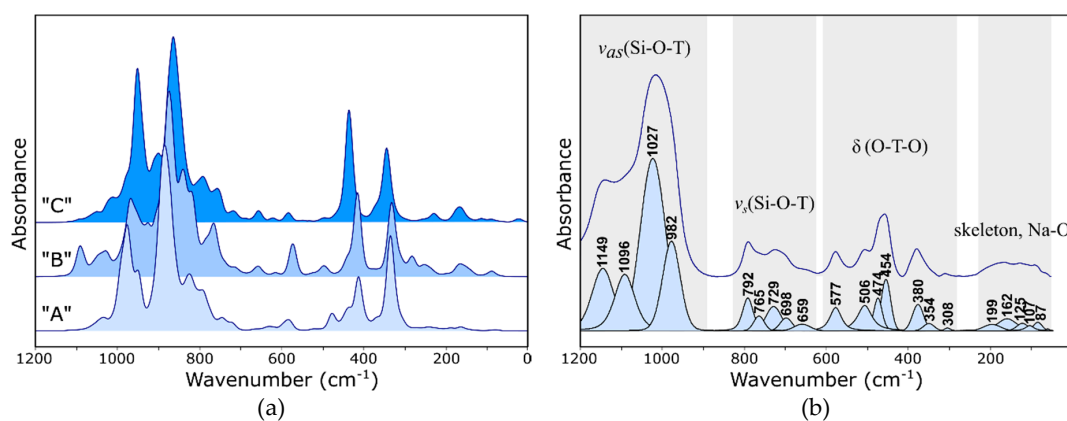 Absorbance
"C"
"B"
"A"
1200 1000 800 600 400 200 0
Wavenumber (cm⁻¹)
(a)
Absorbance
νas(Si-O-T)
νs(Si-O-T)
δ (O-T-O)
skeleton, Na-O
1149 1096 1027 982 792 765 729 698 659 577 506 474 454 380 354 308 199 162 125 107 87
1200 1000 800 600 400 200
Wavenumber (cm⁻¹)
(b)